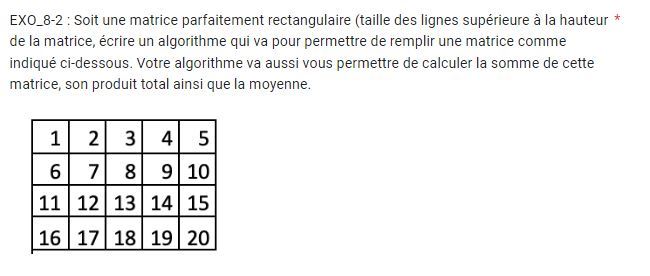 EXO_8-2 : Soit une matrice parfaitement rectangulaire (taille des lignes supérieure à la hauteur *
de la matrice, écrire un algorithme qui va pour permettre de remplir une matrice comme
indiqué ci-dessous. Votre algorithme va aussi vous permettre de calculer la somme de cette
matrice, son produit total ainsi que la moyenne.
1 2 3 4 5
6 7 8 9 10
11 12 13 14 15
16 17 18 19 20